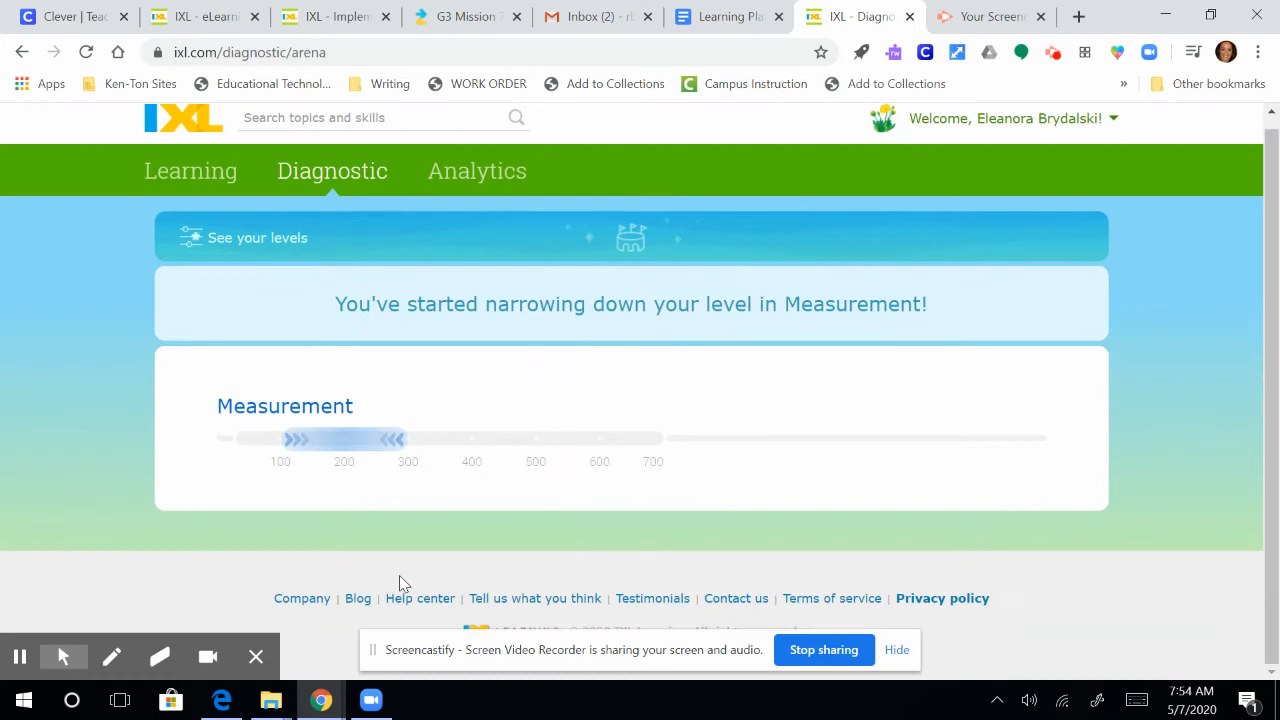 Clever | Teac
IXL - eLearni
IXL - Implem
G3 Mission 7
Inbox (2) - rb
Learning Pla
IXL - Diagno
Your Screenc
ixl.com/diagnostic/arena
Apps
Ken-Ton Sites
Educational Technol...
Writing
WORK ORDER
Add to Collections
Campus Instruction
Add to Collections
»
Other bookmarks
IXL
Search topics and skills
Welcome, Eleanora Brydalski!
Learning
Diagnostic
Analytics
See your levels
You've started narrowing down your level in Measurement!
Measurement
100 200 300 400 500 600 700
Company | Blog | Help center | Tell us what you think | Testimonials | Contact us | Terms of service | Privacy policy
Screencastify - Screen Video Recorder is sharing your screen and audio.
Stop sharing
Hide
7:54 AM
5/7/2020
1